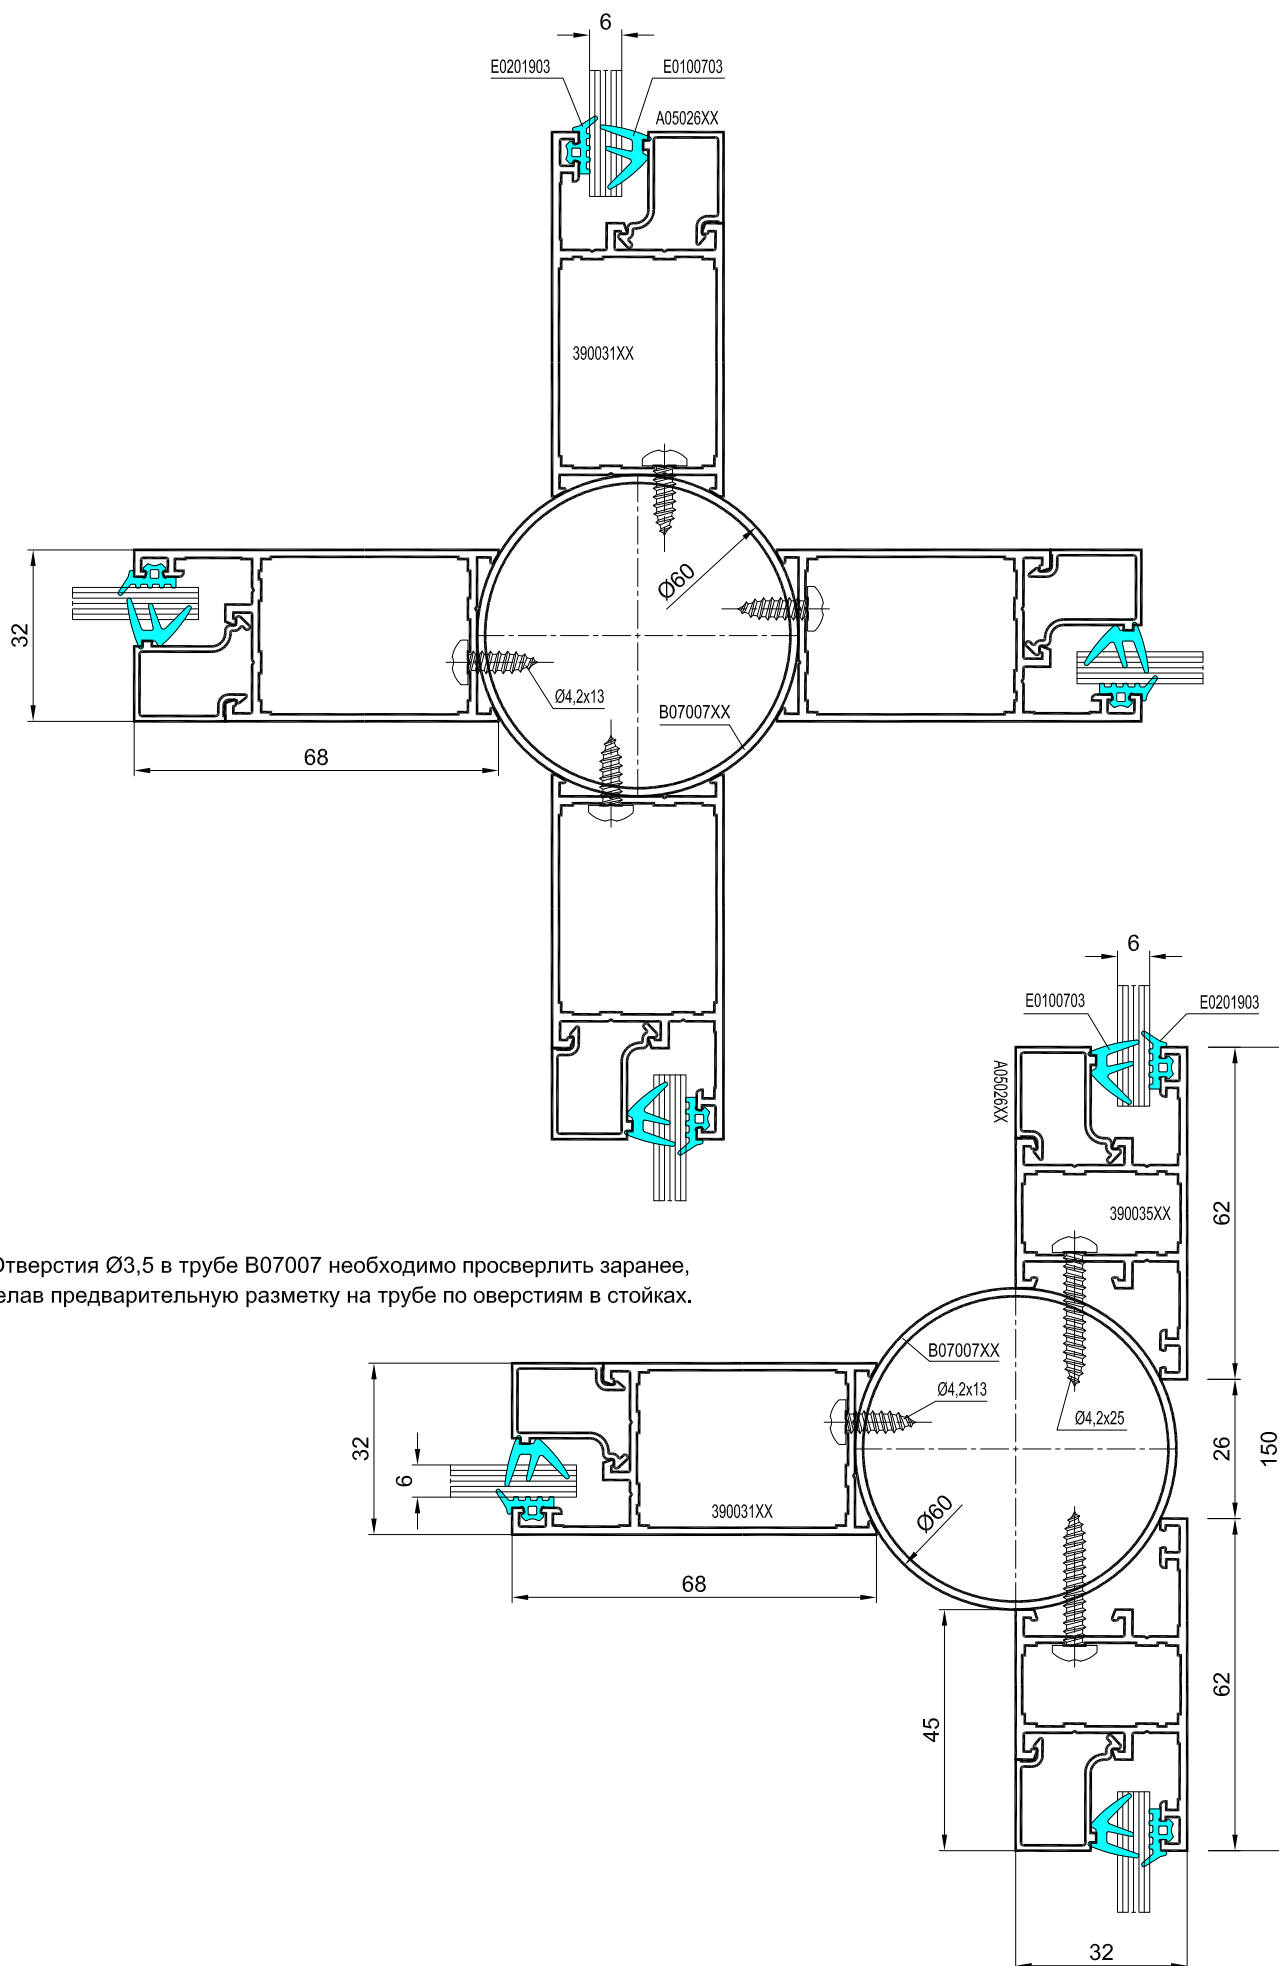 6
E0201903
E0100703
A05026XX
390031XX
Ø60
32
Ø4,2x13
B07007XX
68
6
E0100703
E0201903
A05026XX
62
390035XX
Отверстия Ø3,5 в трубе В07007 необходимо просверлить заранее,
елав предварительную разметку на трубе по оверстиям в стойках.
B07007XX
Ø4,2x13
Ø4,2x25
32
6
26
150
390031XX
Ø60
68
45
62
32